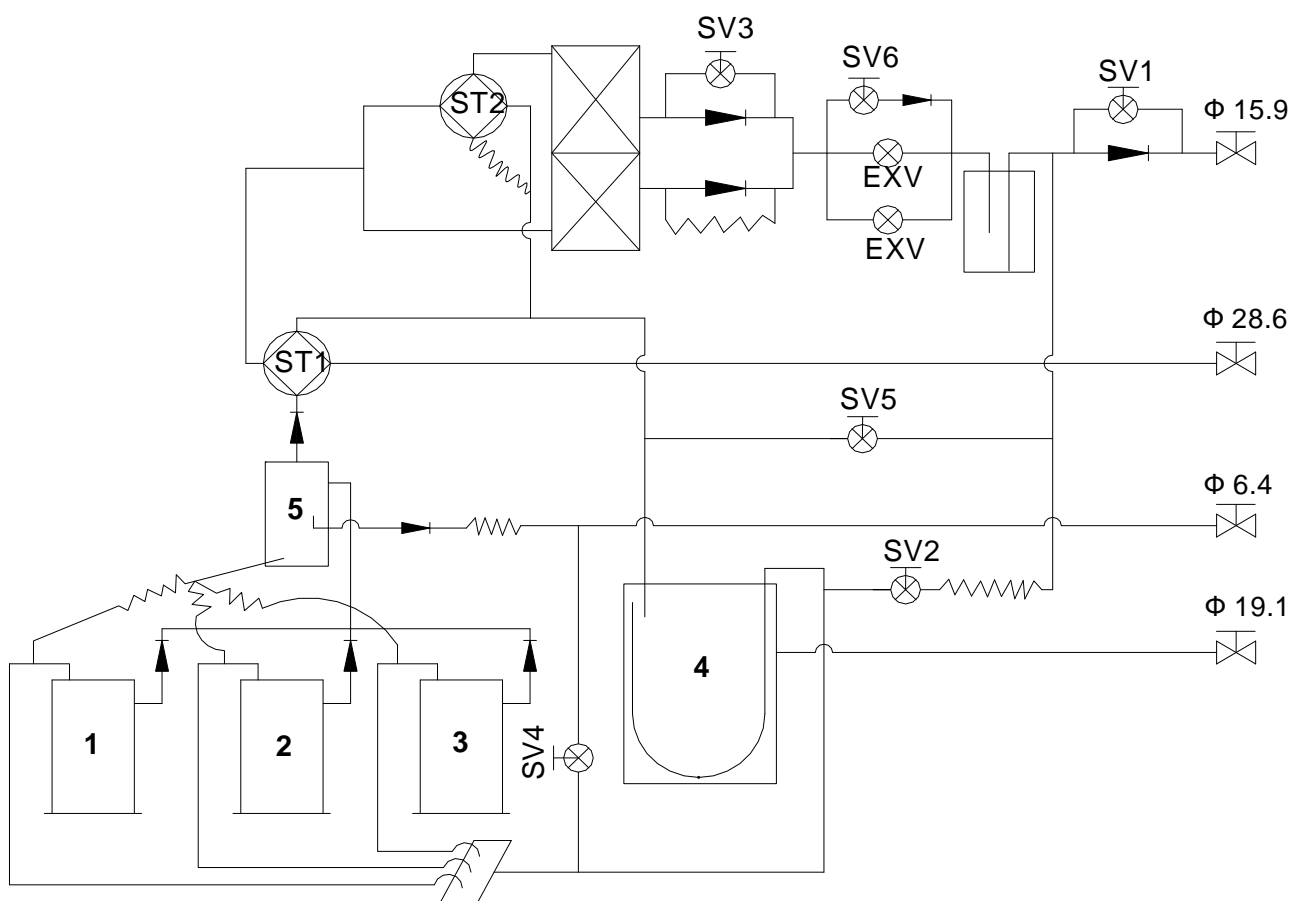 SV3
SV6
SV1
ST2
Φ 15.9
EXV
EXV
Φ 28.6
ST1
SV5
5
Φ 6.4
SV2
Φ 19.1
4
1
2
3
SV4